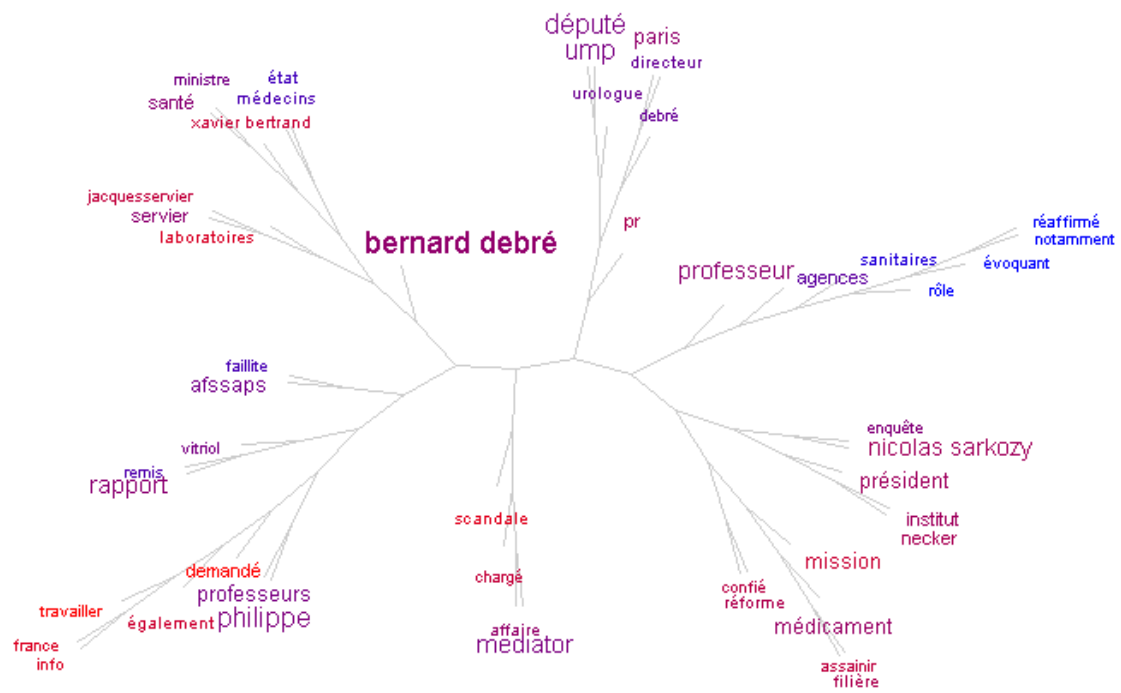 député
ump
paris
directeur
urologue
debré
ministre
santé
état
médecins
xavier bertrand
jacquesservier
servier
laboratoires
bernard debré
pr
professeur
agences
sanitaires
réaffirmé
notamment
évoquant
rôle
faillite
afssaps
vitriol
remis
rapport
enquête
nicolas sarkozy
président
institut
necker
scandale
mission
chargé
confié
réforme
demandé
professeurs
philippe
travailler
également
france
info
affaire
mediator
médicament
assainir
filière